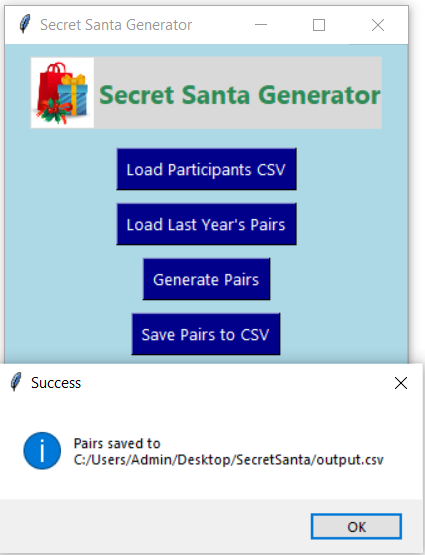 Secret Santa Generator
Secret Santa Generator
Load Participants CSV
Load Last Year's Pairs
Generate Pairs
Save Pairs to CSV
Success
Pairs saved to
C:/Users/Admin/Desktop/SecretSanta/output.csv
OK